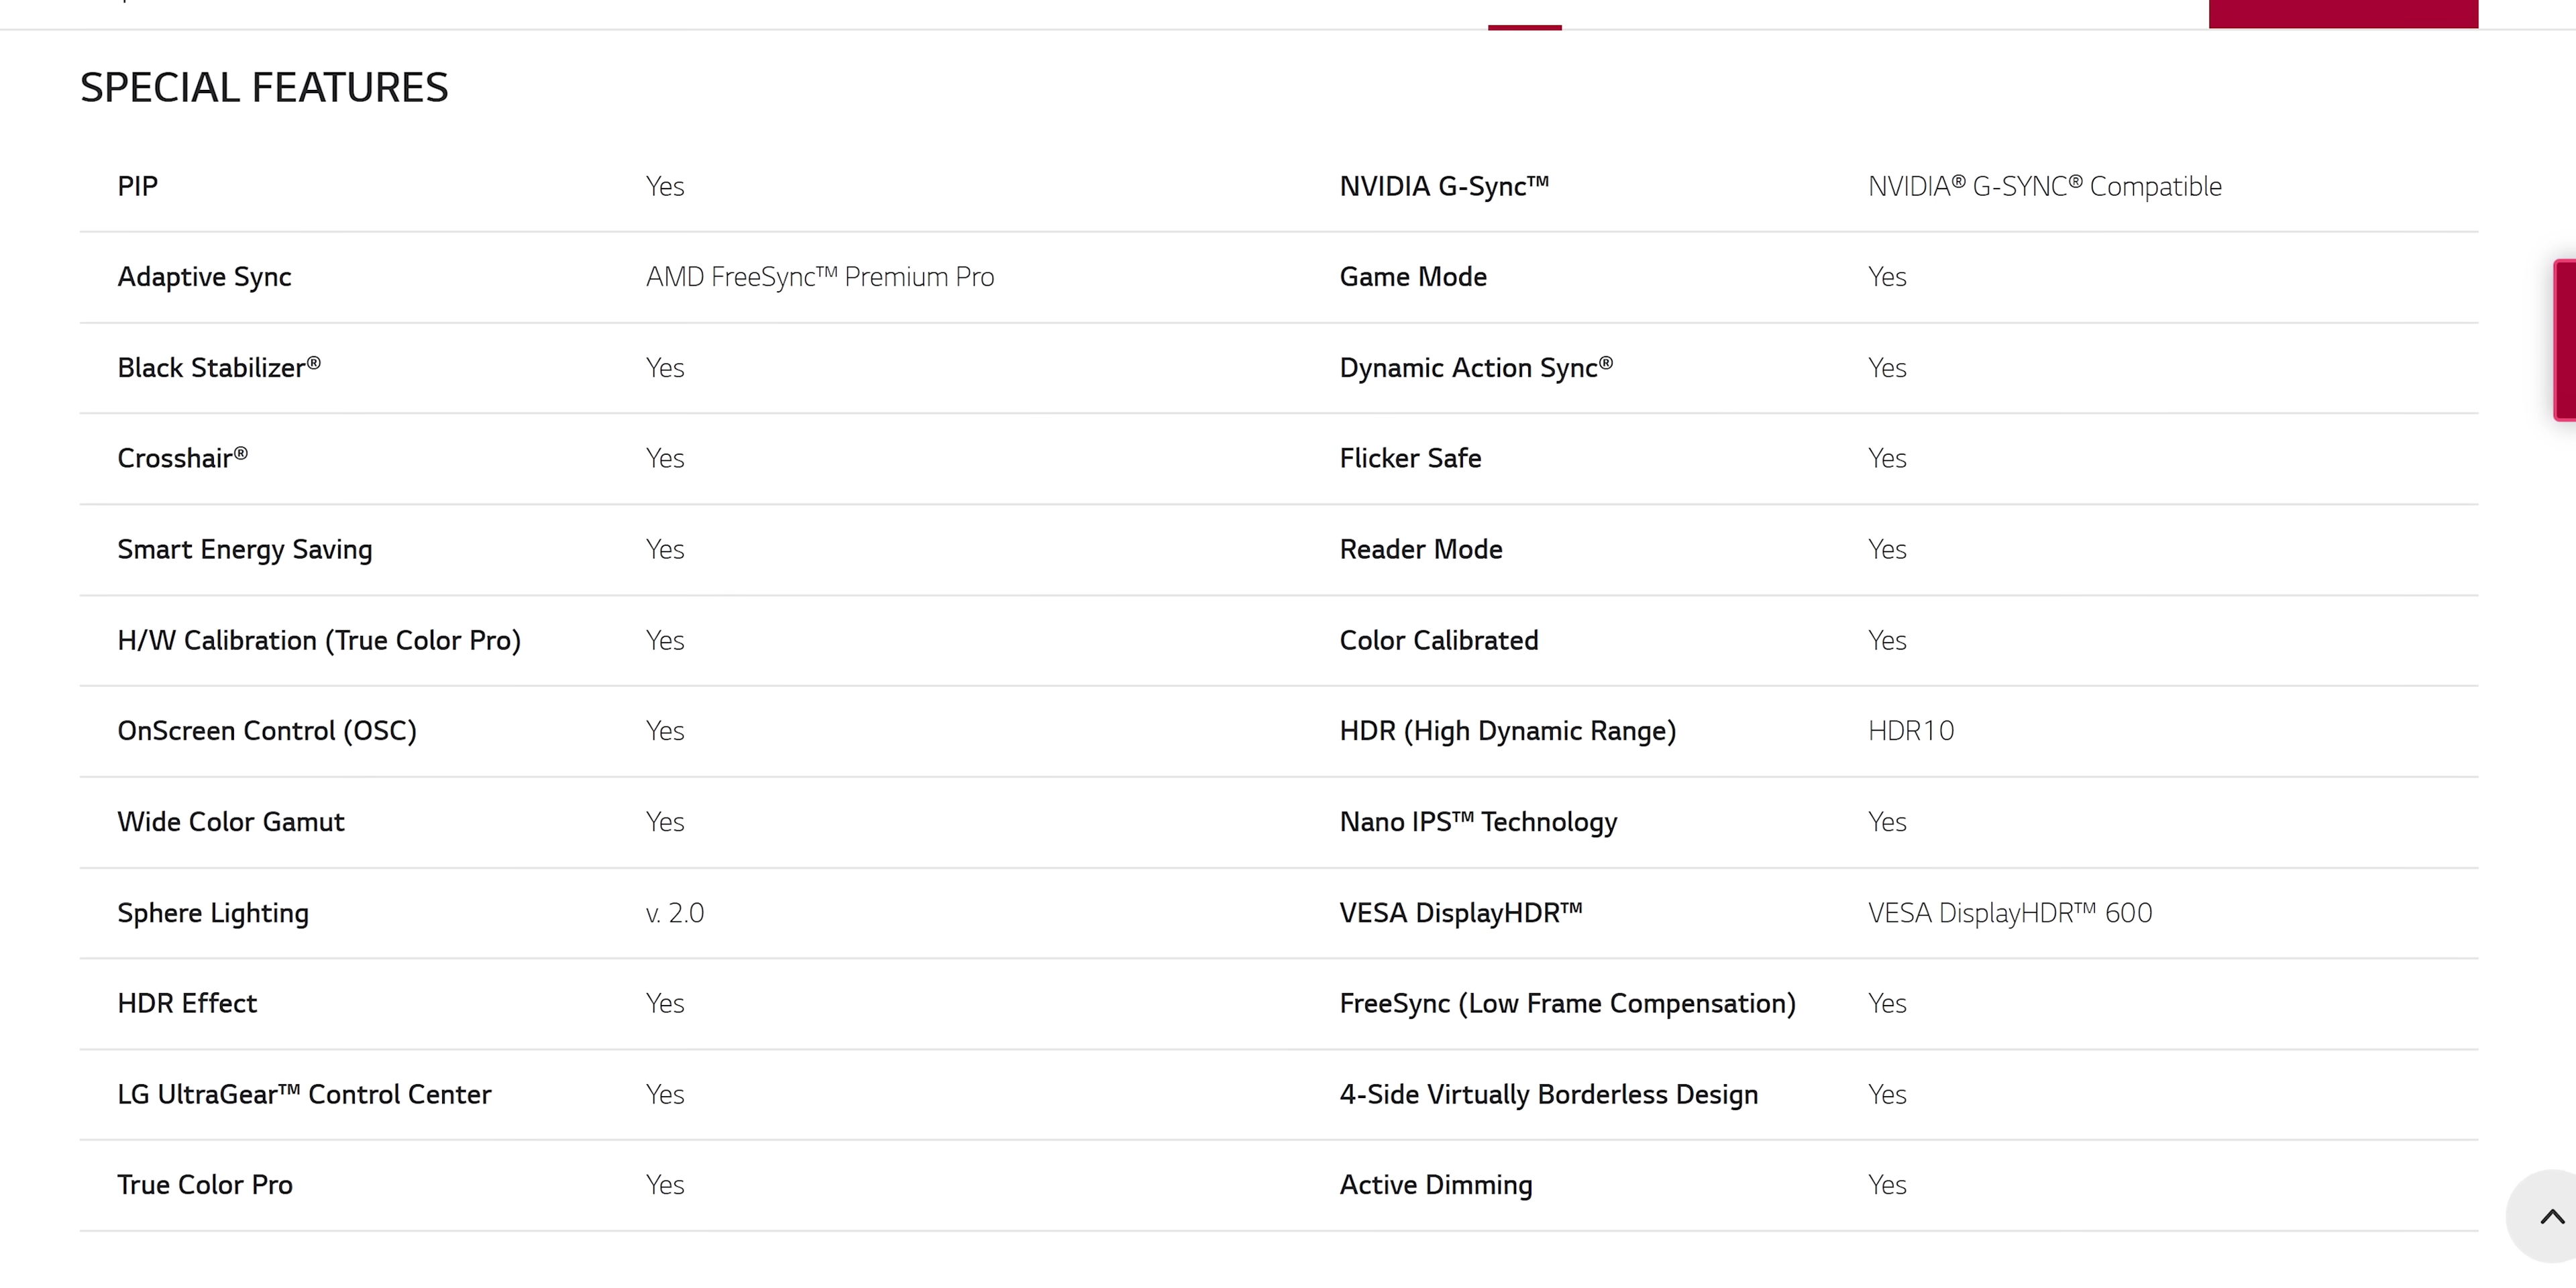 SPECIAL FEATURES
PIP Yes NVIDIA G-Sync™ NVIDIA® G-SYNC® Compatible
Adaptive Sync AMD FreeSync™ Premium Pro Game Mode Yes
Black Stabilizer® Yes Dynamic Action Sync® Yes
Crosshair® Yes Flicker Safe Yes
Smart Energy Saving Yes Reader Mode Yes
H/W Calibration (True Color Pro) Yes Color Calibrated Yes
OnScreen Control (OSC) Yes HDR (High Dynamic Range) HDR10
Wide Color Gamut Yes Nano IPS™ Technology Yes
Sphere Lighting v. 2.0 VESA DisplayHDR™ VESA DisplayHDR™ 600
HDR Effect Yes FreeSync (Low Frame Compensation) Yes
LG UltraGear™ Control Center Yes 4-Side Virtually Borderless Design Yes
True Color Pro Yes Active Dimming Yes